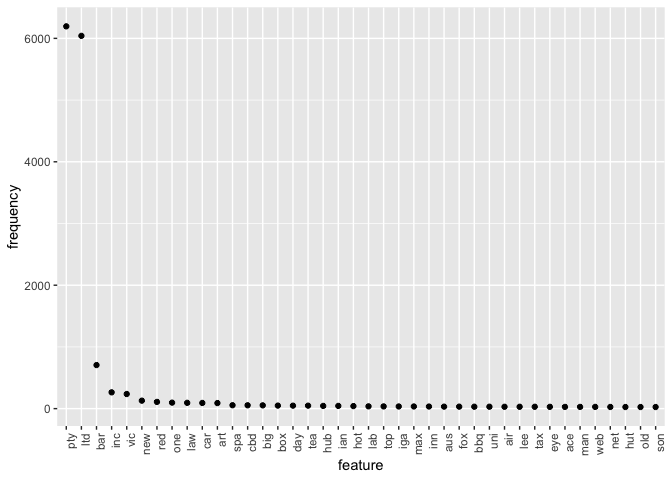 6000
4000
2000
0
frequency
pty ltd bar inc vic new red one law car art spa cbd big box day tea hub ian hot lab top iga max inn aus fox bbq uni air lee tax eye ace man web net hut old son
feature